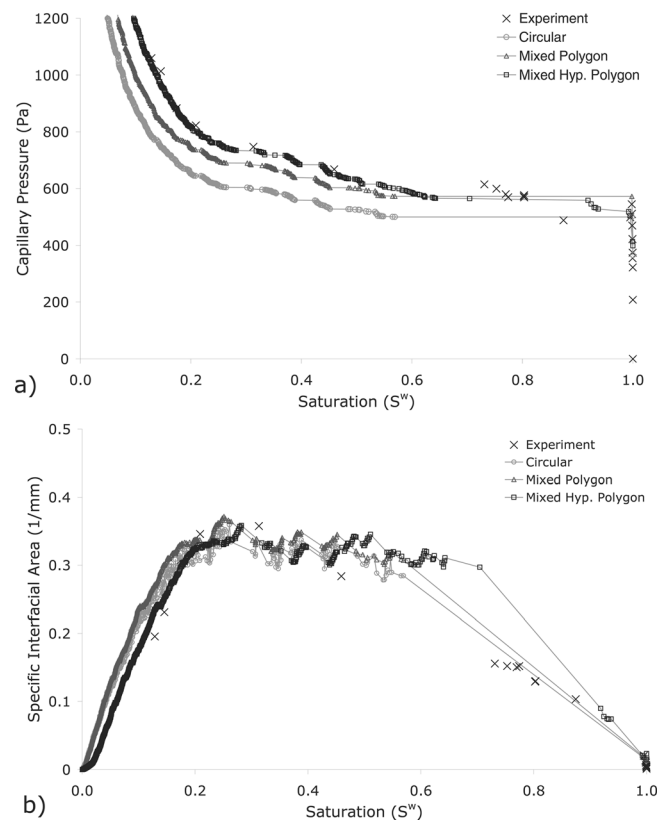 1200
1000
800
600
400
200
0
Capillary Pressure (Pa)
Experiment
Circular
Mixed Polygon
Mixed Hyp. Polygon
0.0 0.2 0.4 0.6 0.8 1.0
a) Saturation (Sʷ)
0.5
0.4
0.3
0.2
0.1
0
Specific Interfacial Area (1/mm)
Experiment
Circular
Mixed Polygon
Mixed Hyp. Polygon
0.0 0.2 0.4 0.6 0.8 1.0
b) Saturation (Sʷ)